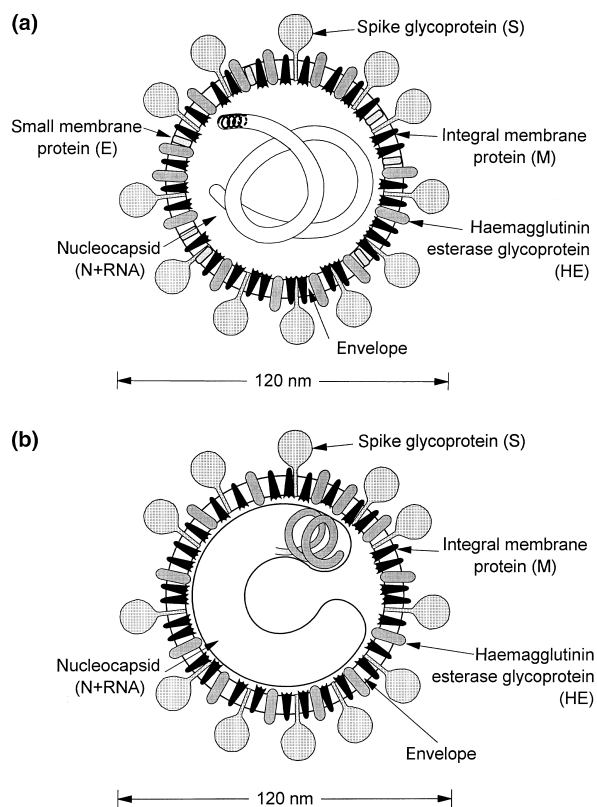 (a)
Spike glycoprotein (S)
Small membrane
protein (E)
Integral membrane
protein (M)
Haemagglutinin
esterase glycoprotein
(HE)
Nucleocapsid
(N+RNA)
Envelope
120 nm
(b)
Spike glycoprotein (S)
Integral membrane
protein (M)
Nucleocapsid
(N+RNA)
Haemagglutinin
esterase glycoprotein
(HE)
Envelope
120 nm